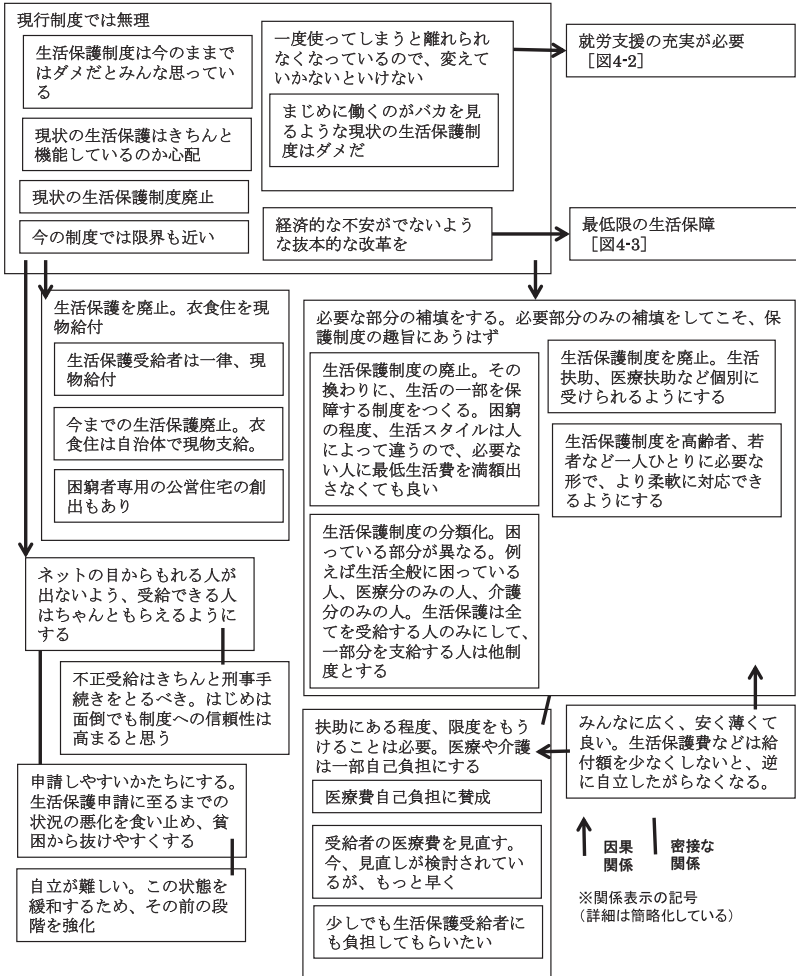 現行制度では無理
生活保護制度は今のままで
はダメだとみんな思ってい
る
現状の生活保護はきちんと
機能しているのか心配
現状の生活保護制度廃止
今の制度では限界も近い
一度使ってしまうと離れられ
なくなっているので、変えて
いかないといけない
まじめに働くのがバカを見
るような現状の生活保護制
度はダメだ
経済的な不安がでないよう
な抜本的な改革を
就労支援の充実が必要
［図4-2］
最低限の生活保障
［図4-3］
生活保護を廃止。衣食住を現
物給付
生活保護受給者は一律、現
物給付
今までの生活保護廃止。衣
食住は自治体で現物支給。
困窮者専用の公営住宅の創
出もあり
必要な部分の補填をする。必要部分のみの補填をしてこそ、保
護制度の趣旨にあうはず
生活保護制度の廃止。その
換わりに、生活の一部を保
障する制度をつくる。困窮
の程度、生活スタイルは人
によって違うので、必要な
い人に最低生活費を満額出
さなくても良い
生活保護制度の分類化。困
っている部分が異なる。例
えば生活全般に困っている
人、医療分のみの人、介護
分のみの人。生活保護は全
てを受給する人のみにして、
一部分を支給する人は他制
度とする
生活保護制度を廃止。生活
扶助、医療扶助など個別に
受けられるようにする
生活保護制度を高齢者、若
者など一人ひとりに必要な
形で、より柔軟に対応でき
るようにする
ネットの目からもれる人が
出ないよう、受給できる人
はちゃんともらえるように
する
不正受給はきちんと刑事手
続きをとるべき。はじめは
面倒でも制度への信頼性は
高まると思う
申請しやすいかたちにする。
生活保護申請に至るまでの
状況の悪化を食い止め、貧
困から抜けやすくする
自立が難しい。この状態を
緩和するため、その前の段
階を強化
扶助にある程度、限度をもう
けることは必要。医療や介護
は一部自己負担にする
医療費自己負担に賛成
受給者の医療費を見直す。
今、見直しが検討されてい
るが、もっと早く
少しでも生活保護受給者に
も負担してもらいたい
みんなに広く、安く薄くて
良い。生活保護費などは給
付額を少なくしないと、逆
に自立したがらなくなる。
因果
関係
密接な
関係
※関係表示の記号
（詳細は簡略化している）